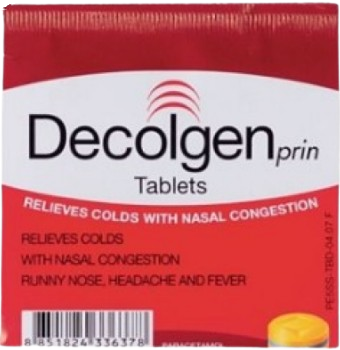 Decolgen prin
Tablets
RELIEVES COLDS WITH NASAL CONGESTION
RELIEVES COLDS
WITH NASAL CONGESTION
RUNNY NOSE, HEADACHE AND FEVER
8 851824 336378